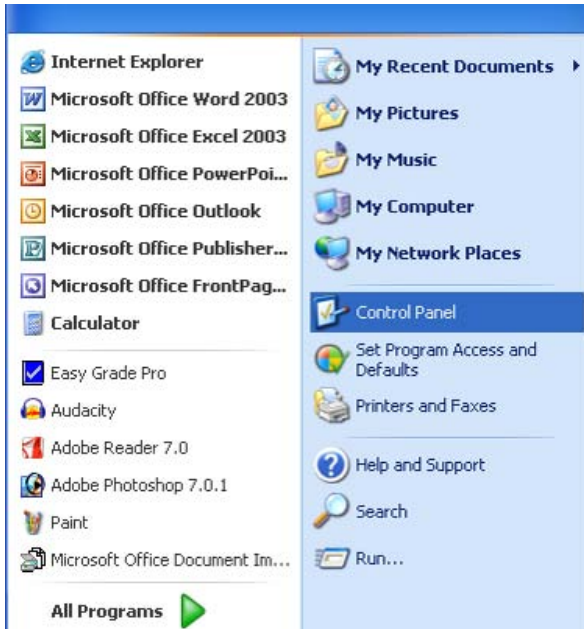 Internet Explorer
Microsoft Office Word 2003
Microsoft Office Excel 2003
Microsoft Office PowerPoi...
Microsoft Office Outlook
Microsoft Office Publisher...
Microsoft Office FrontPag...
Calculator
Easy Grade Pro
Audacity
Adobe Reader 7.0
Adobe Photoshop 7.0.1
Paint
Microsoft Office Document Im...
All Programs
My Recent Documents
My Pictures
My Music
My Computer
My Network Places
Control Panel
Set Program Access and
Defaults
Printers and Faxes
Help and Support
Search
Run...